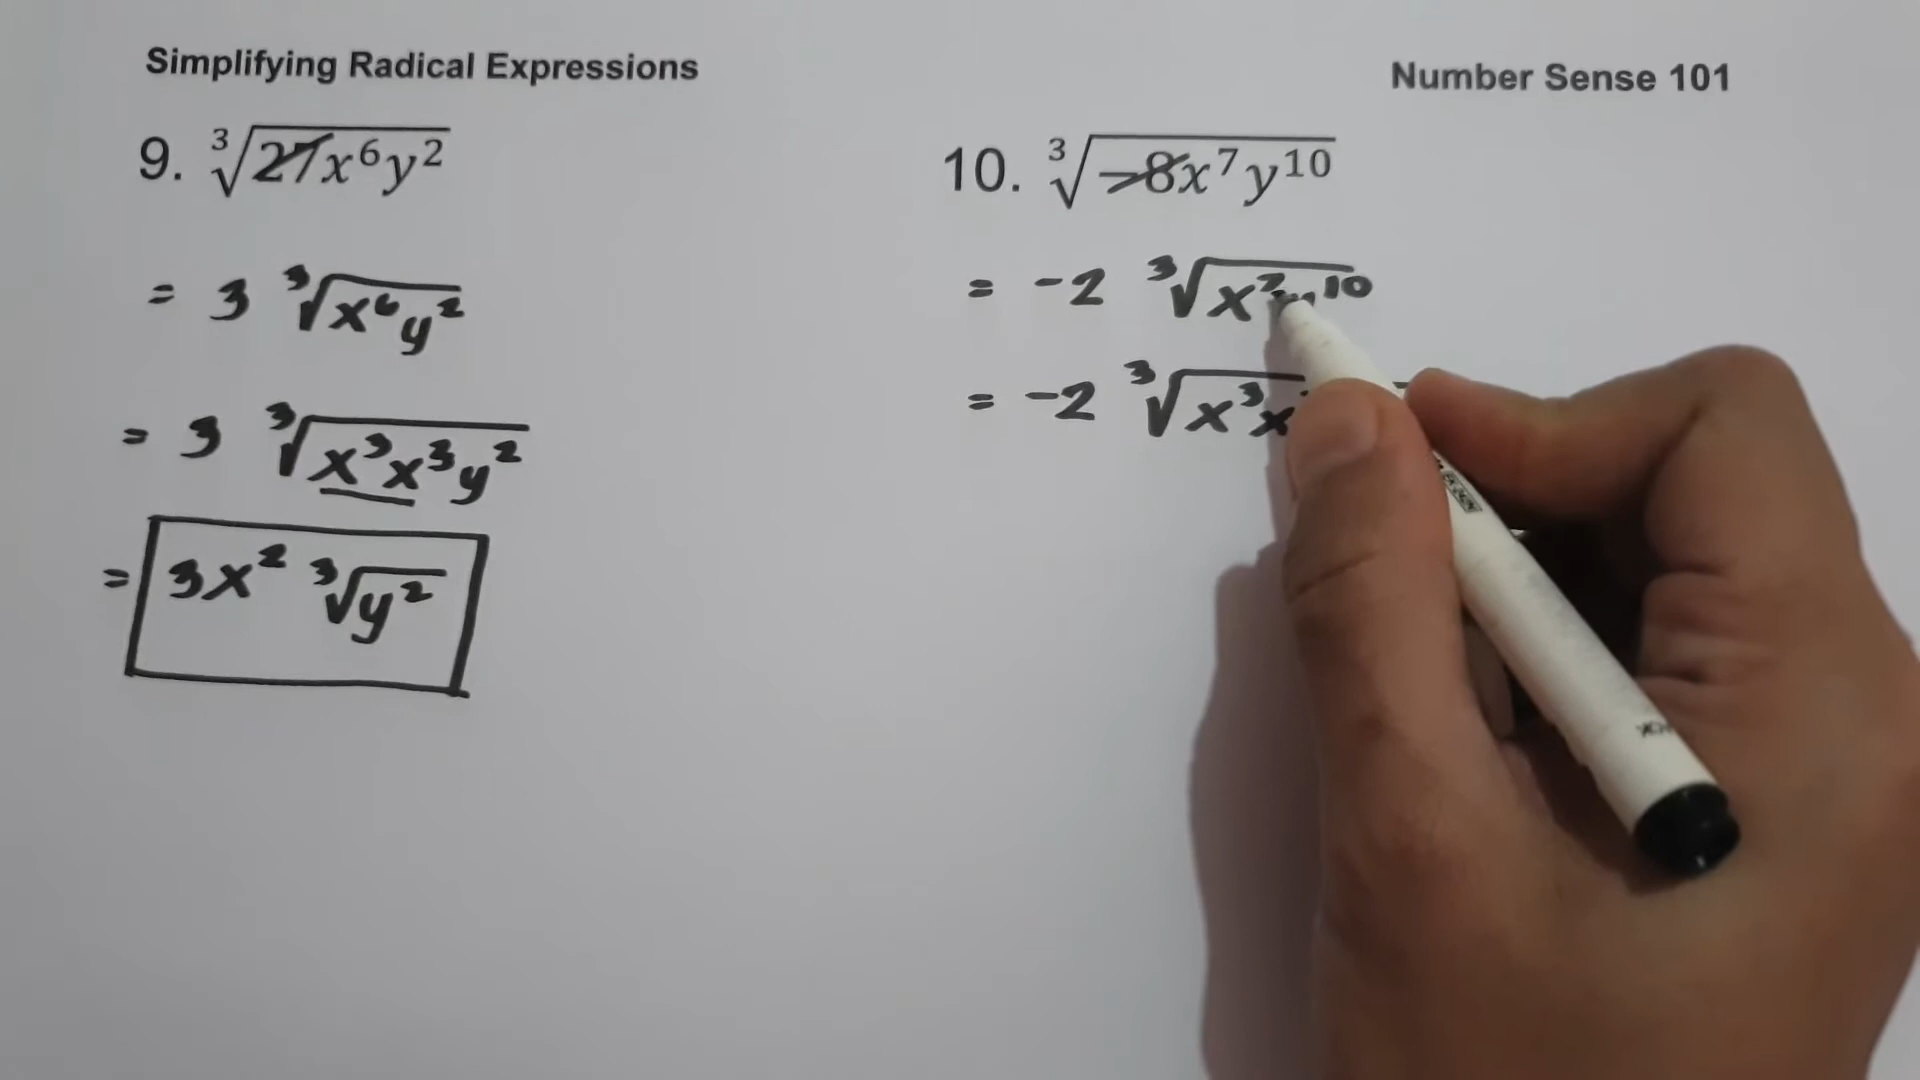 Simplifying Radical Expressions
Number Sense 101
9. ∛27x⁶y²
= 3 ∛x⁶y²
= 3 ∛x³x³y²
= 3x² ∛y²
10. ∛-8x⁷y¹⁰
= -2 ∛x⁷y¹⁰
= -2 ∛x³x